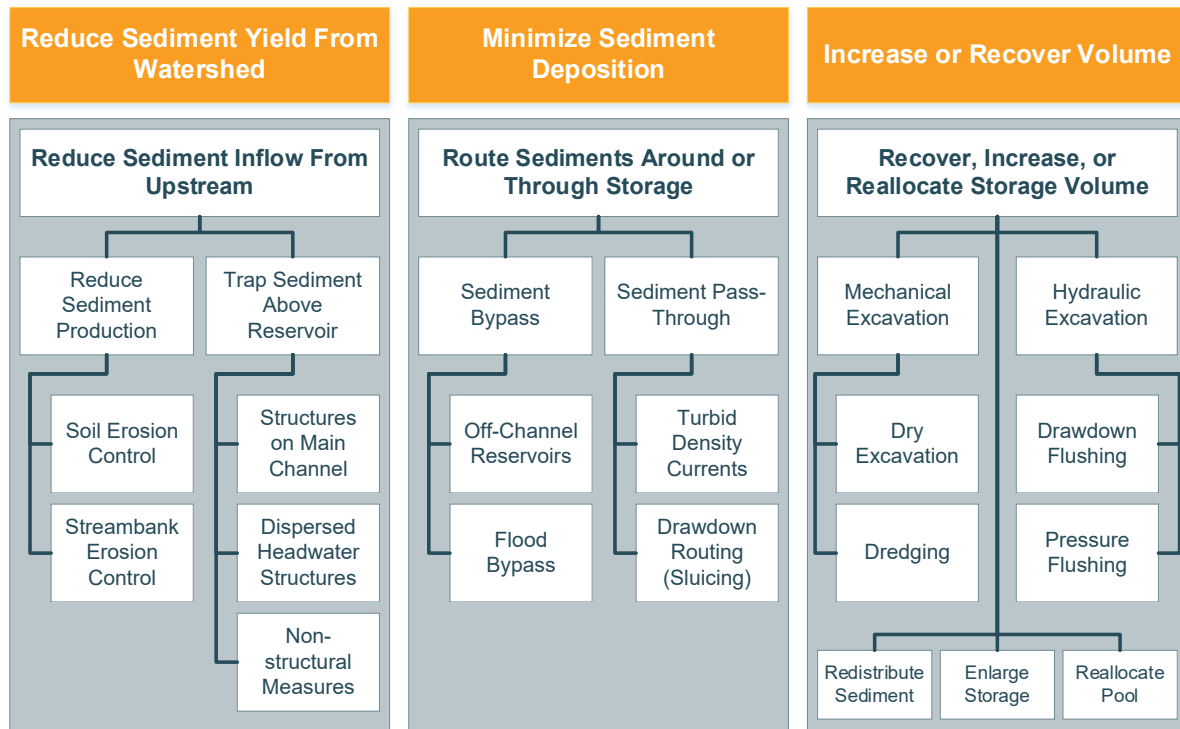 Reduce Sediment Yield From
Watershed
Minimize Sediment
Deposition
Increase or Recover Volume
Reduce Sediment Inflow From
Upstream
Reduce
Sediment
Production
Trap Sediment
Above
Reservoir
Soil Erosion
Control
Structures
on Main
Channel
Streambank
Erosion
Control
Dispersed
Headwater
Structures
Non-
structural
Measures
Route Sediments Around or
Through Storage
Sediment
Bypass
Sediment Pass-
Through
Off-Channel
Reservoirs
Turbid
Density
Currents
Flood
Bypass
Drawdown
Routing
(Sluicing)
Recover, Increase, or
Reallocate Storage Volume
Mechanical
Excavation
Hydraulic
Excavation
Dry
Excavation
Drawdown
Flushing
Dredging
Pressure
Flushing
Redistribute
Sediment
Enlarge
Storage
Reallocate
Pool